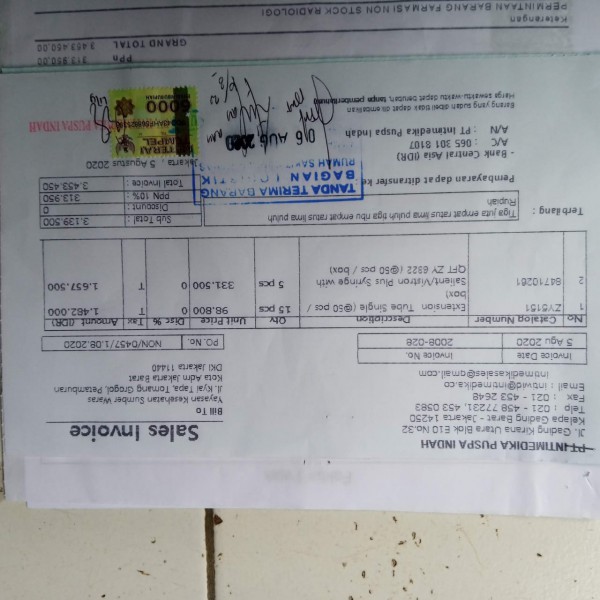 PT INTIMEDIKA PUSPA INDAH
Jl. Gading Kirana Utara Blok E10 No.32
Kelapa Gading Barat - Jakarta 14250
Telp : 021 - 458 77231, 453 0583
Fax : 021 - 453 2648
Email : intiwid@intimedika.co
intimedikasales@gmail.com
Sales Invoice
Bill To
Yayasan Kesehatan Sumber Waras
Jl. Kyai Tapa, Tomang Grogol, Petamburan
Kota Adm Jakarta Barat
DKI Jakarta 11440
Invoice Date Invoice No.
5 Agu 2020 2008-026
PO. No. NON/0457/1.08.2020
No. Catalog Number Description Qty Unit Price Disc % Tax Amount (IDR)
1 ZY5151 Extension Tube Single (@50 / box) 15 pcs 98.800 0 T 1.482.000
2 84710261 Salient/Vistron Plus Syringe with QFT ZY 6322 (@50 pcs / box) 5 pcs 331.500 0 T 1.657.500
Terbilang :
Tiga juta empat ratus lima puluh tiga ribu empat ratus lima puluh
Rupiah
Sub Total : 3.139.500
Discount : 0
PPN 10% : 313.950
Total Invoice : 3.453.450
Pembayaran dapat ditransfer ke
- Bank Central Asia (IDR)
A/C : 065 301 8107
A/N : PT Intimedika Puspa Indah
Barang yang sudah dibeli tidak dapat dikembalikan
Harga sewaktu-waktu dapat berubah, tanpa pemberitahuan
TANDA TERIMA BARANG
BAGIAN LOGISTIK
RUMAH SAKIT
06 AUG 2020
Jakarta, 5 Agustus 2020
METERAI
TEMPEL
6000
PUSPA INDAH
PPn 313.950.00
GRAND TOTAL 3.453.450.00
Keterangan
PERMINTAAN BARANG FARMASI NON STOCK RADIOLOGI